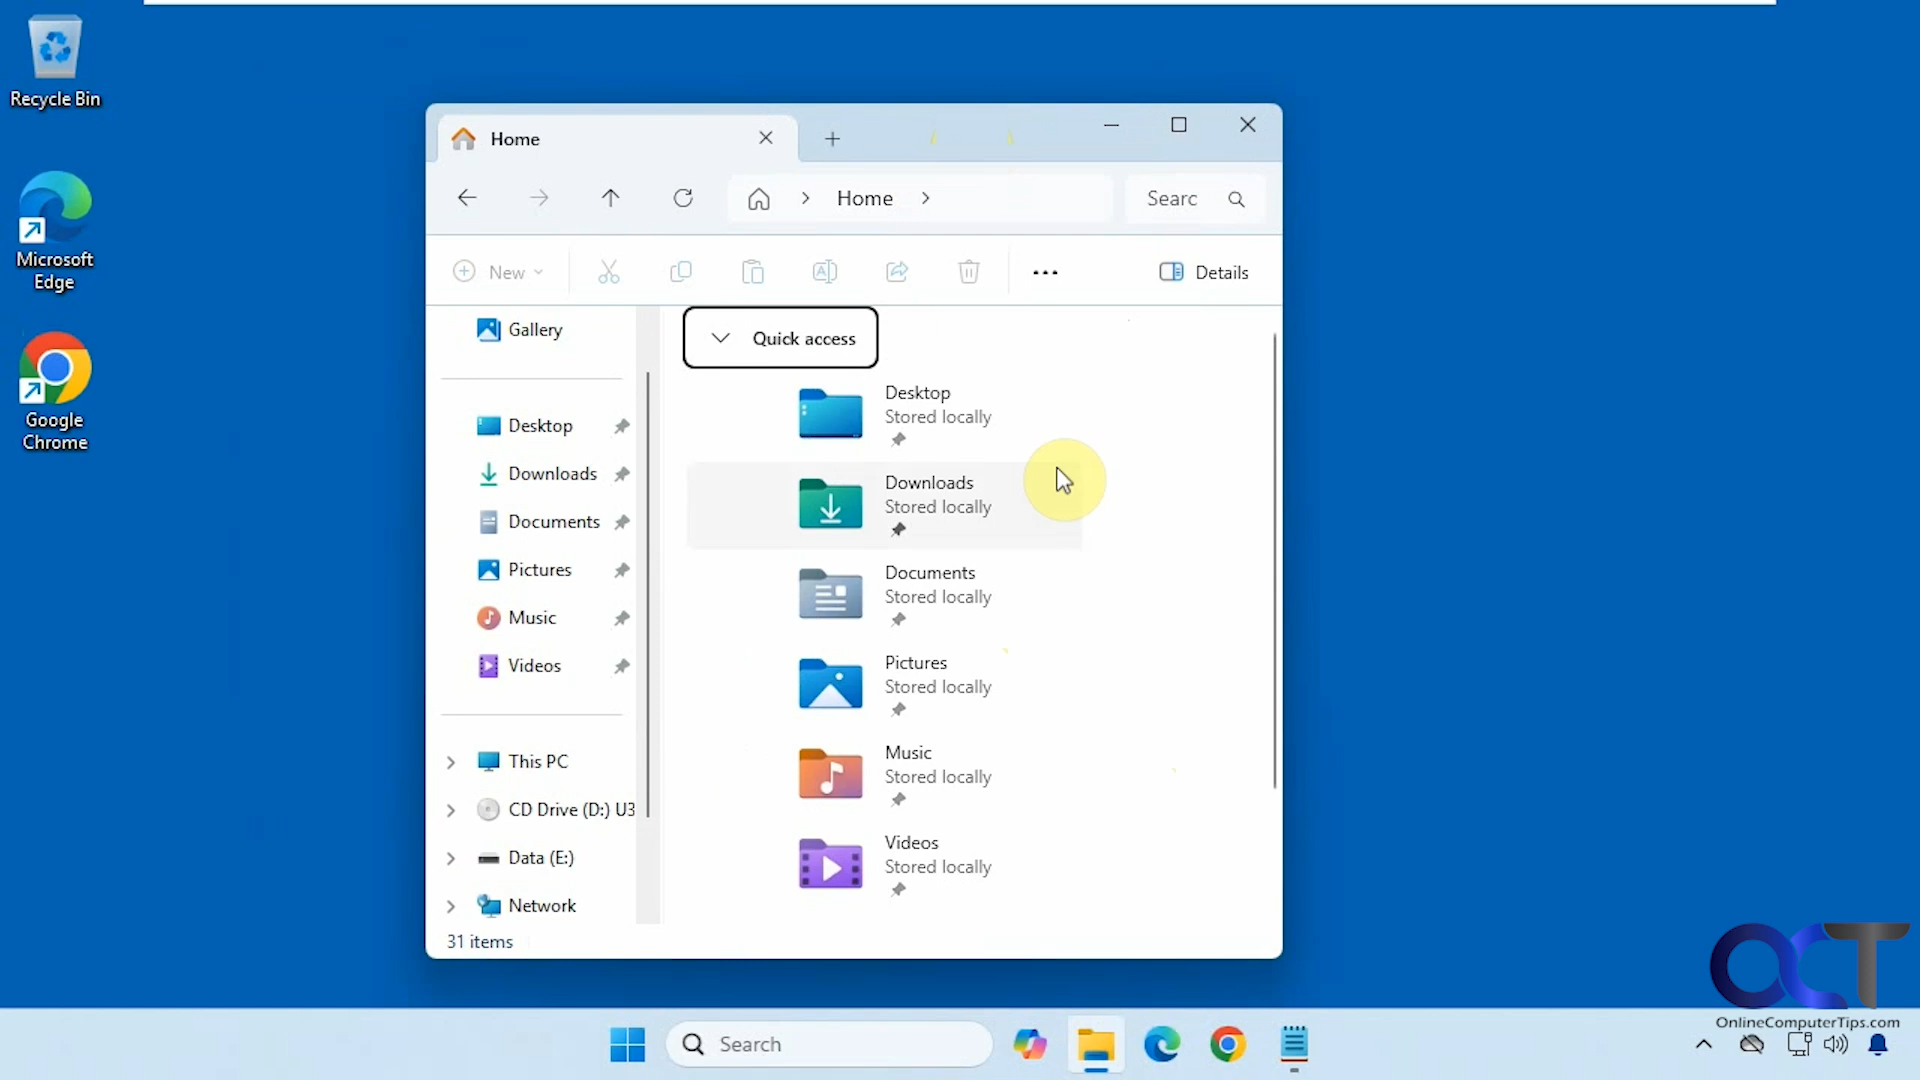 Recycle Bin
Microsoft
Edge
Google
Chrome
Home
Home
Searc
New
Details
Gallery
Desktop
Downloads
Documents
Pictures
Music
Videos
This PC
CD Drive (D:) U3
Data (E:)
Network
31 items
Quick access
Desktop
Stored locally
Downloads
Stored locally
Documents
Stored locally
Pictures
Stored locally
Music
Stored locally
Videos
Stored locally
OCT
OnlineComputerTips.com
Search